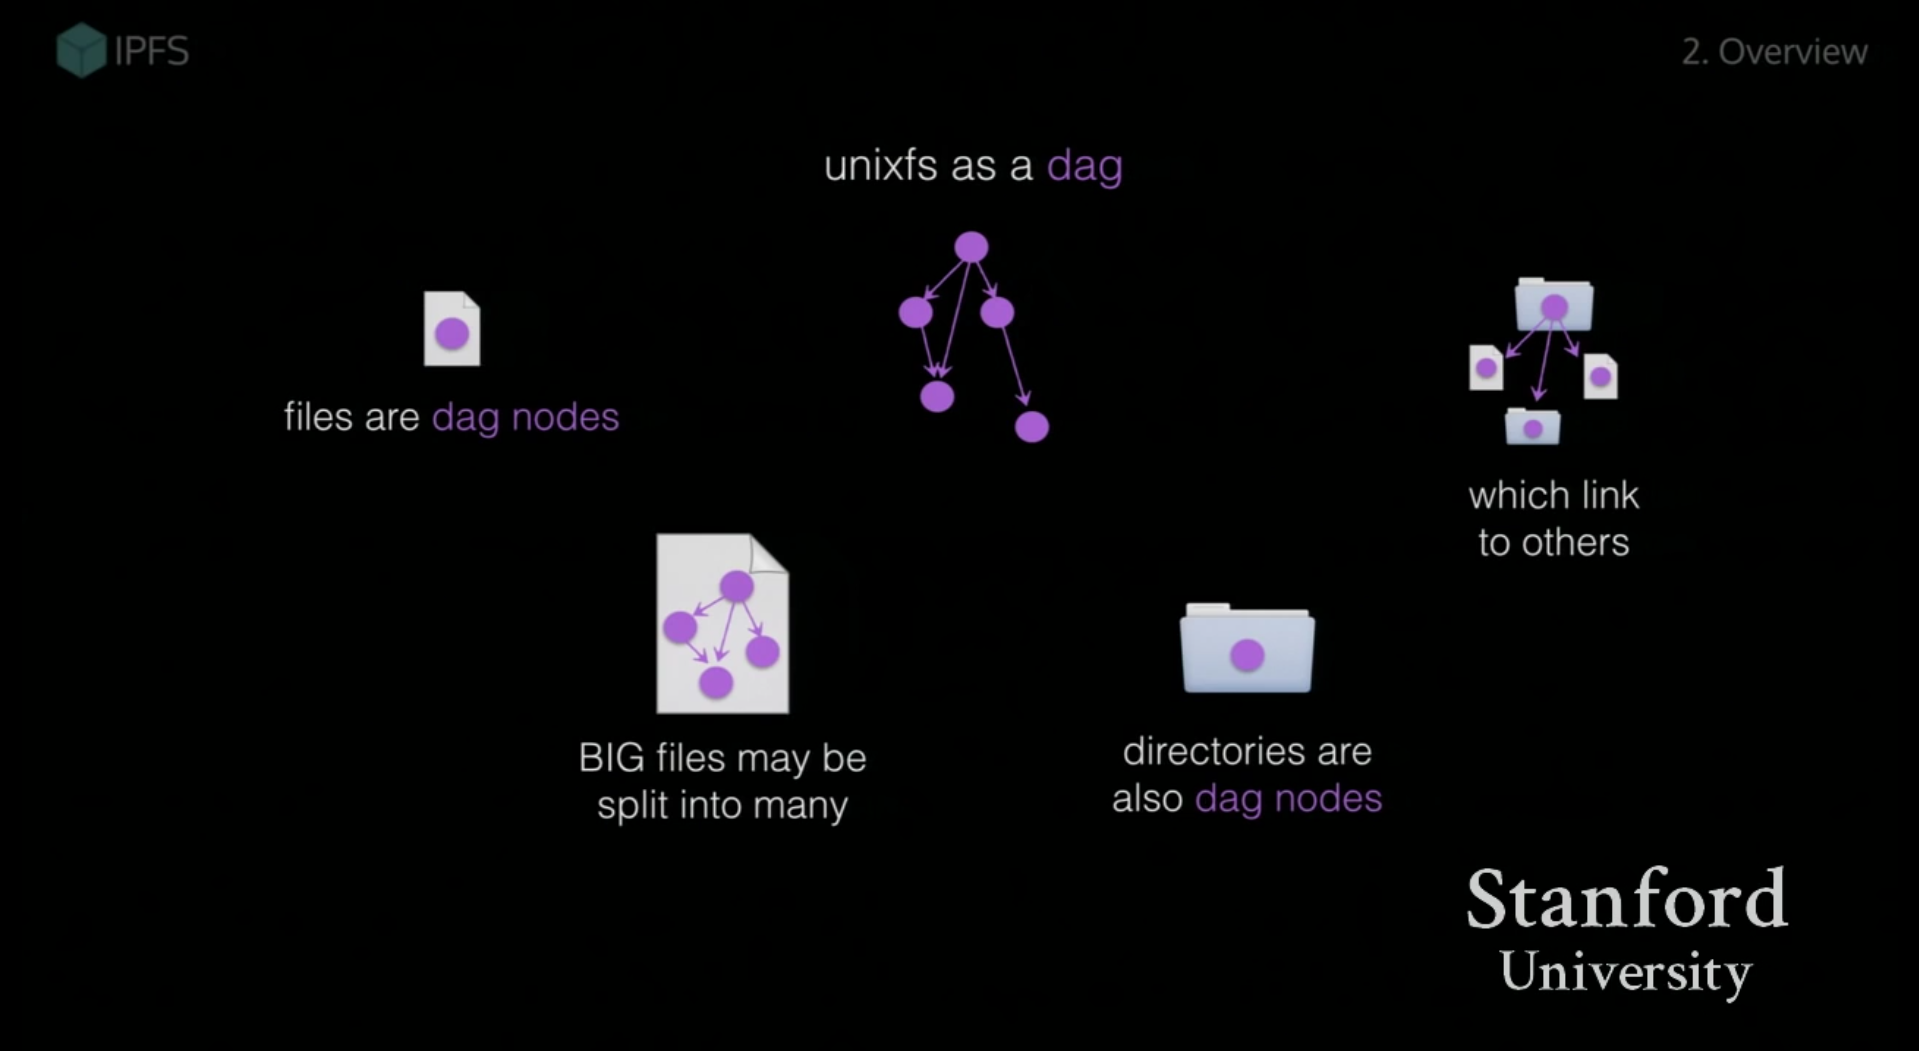 IPFS
2. Overview
unixfs as a dag
files are dag nodes
BIG files may be
split into many
directories are
also dag nodes
which link
to others
Stanford
University